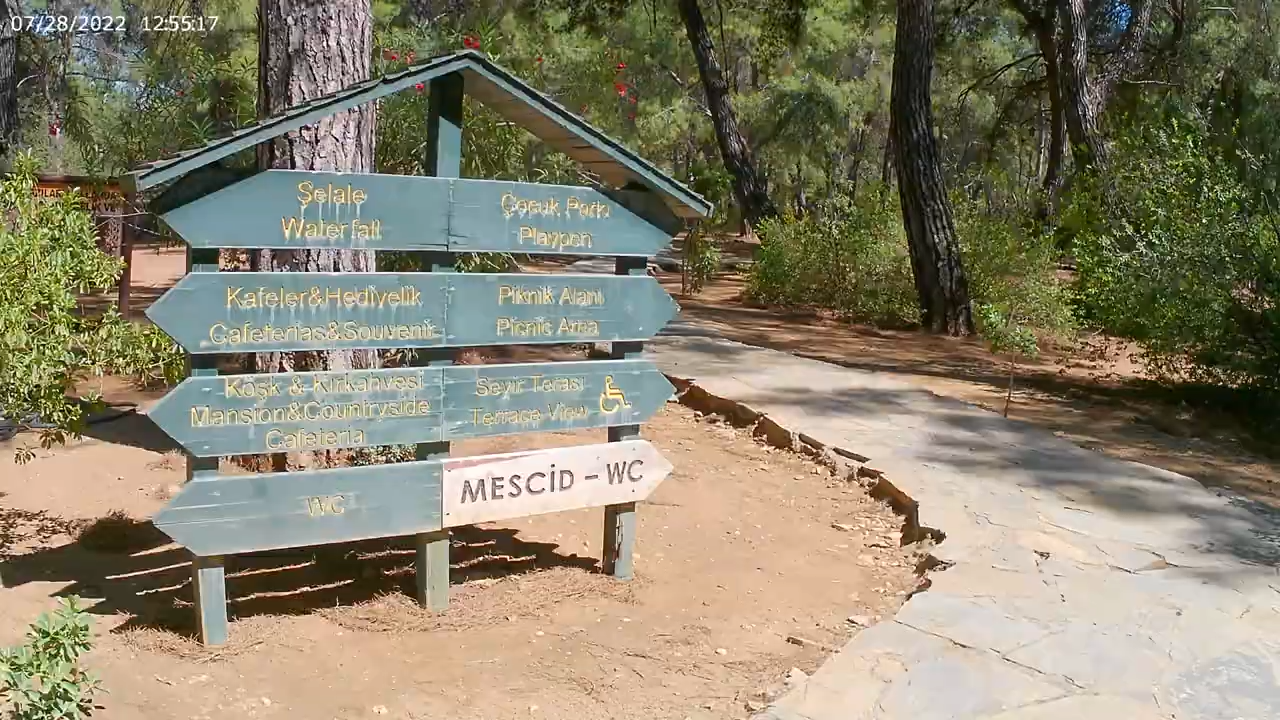 07/28/2022 12:55:17
Şelale
Waterfall
Çocuk Parkı
Playpen
Kafeler&Hediyelik
Cafeterias&Souvenir
Piknik Alanı
Picnic Area
Köşk & Kırkahvesi
Mansion&Countryside
Cafeteria
Seyir Terası
Terrace View
WC
MESCİD - WC